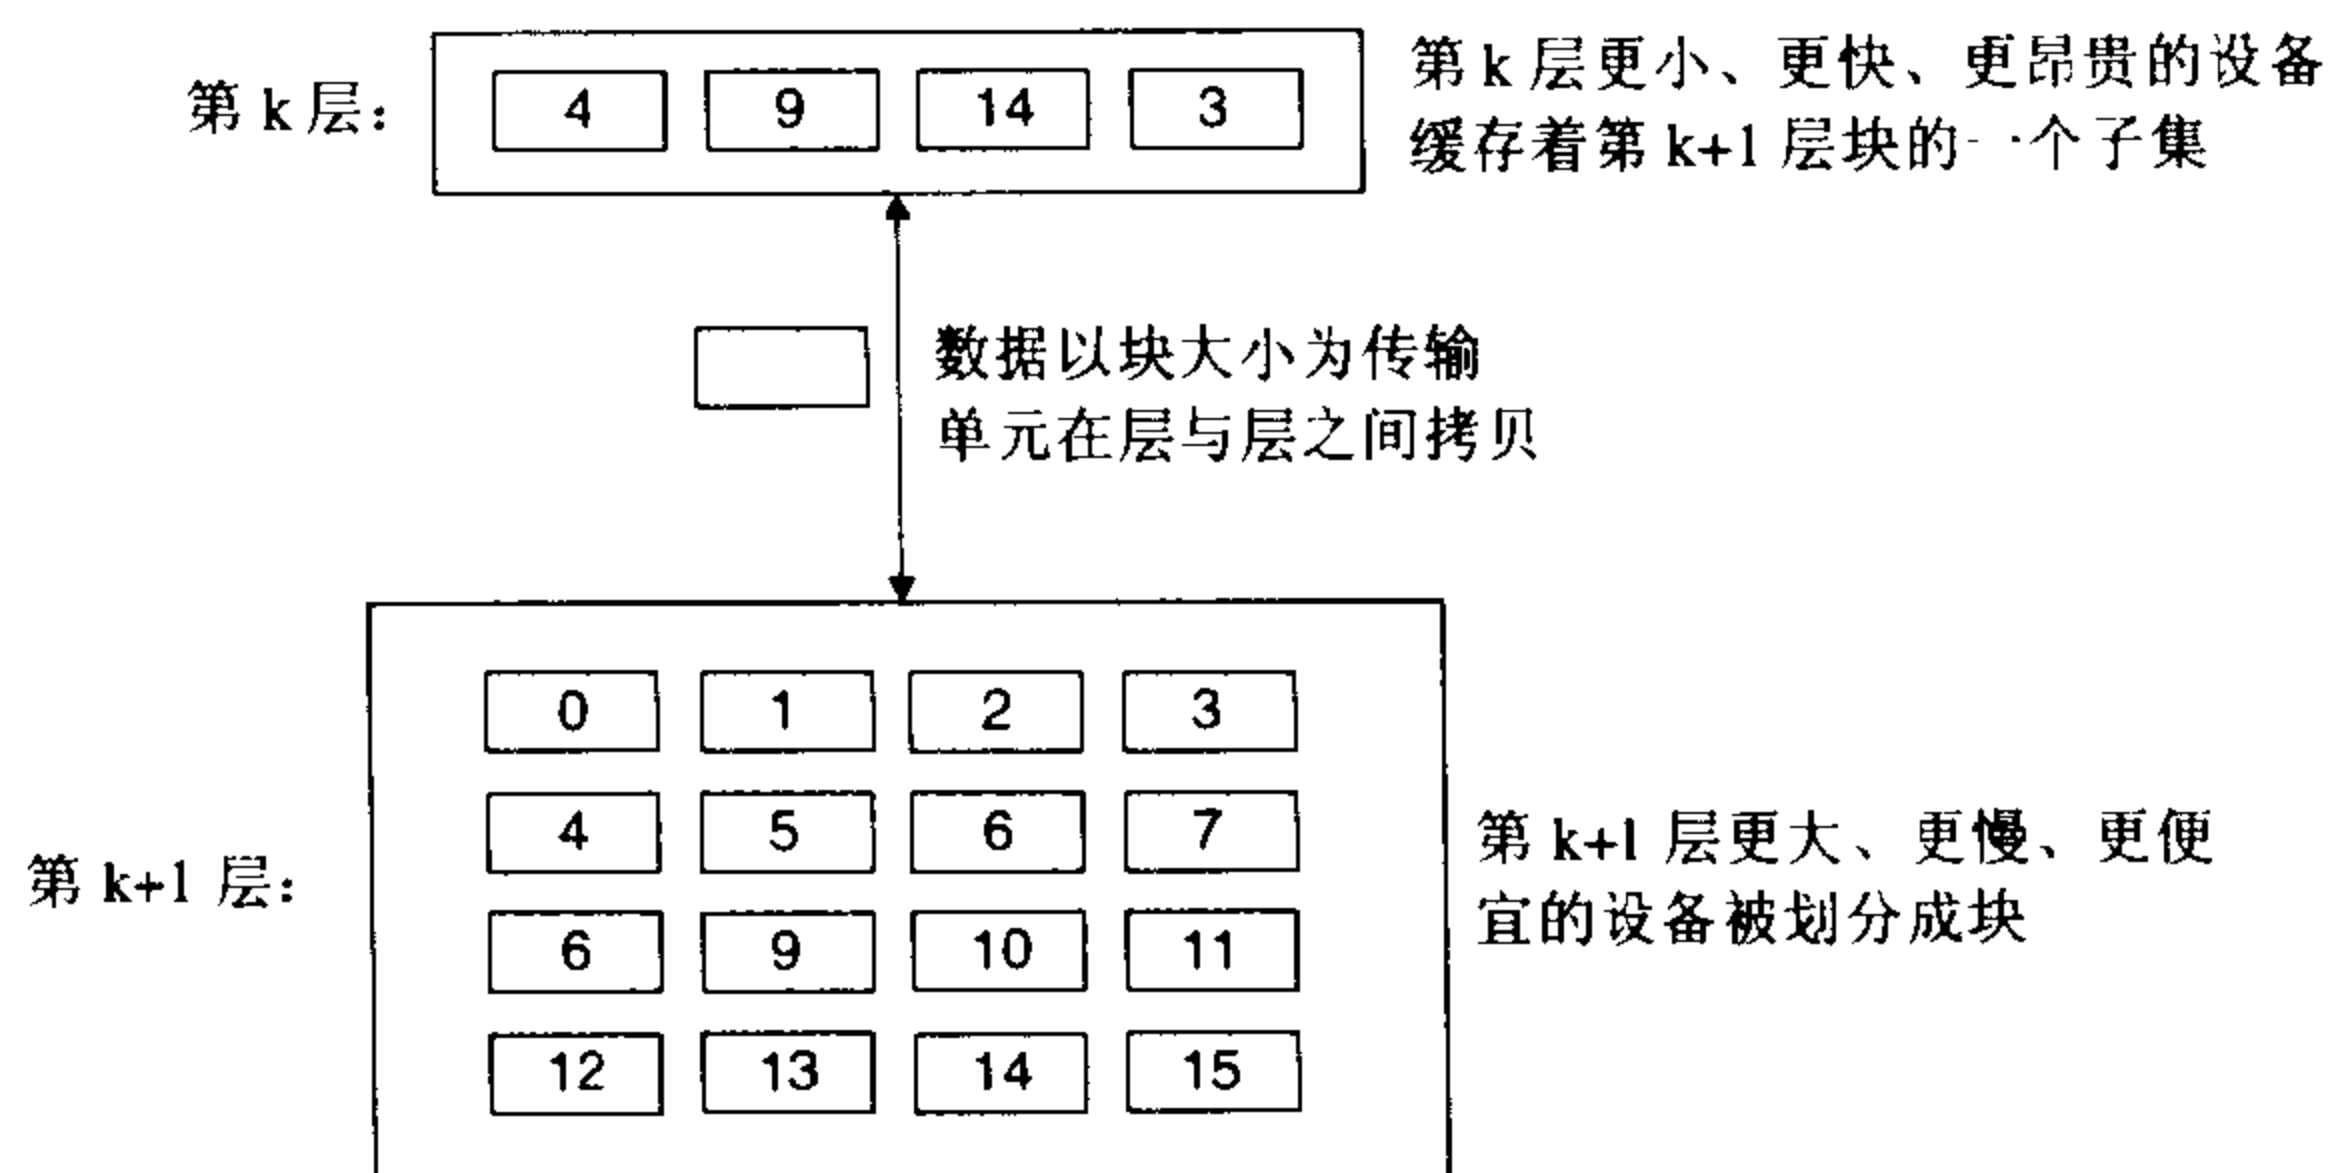 第 k 层：
4 9 14 3
第 k 层更小、更快、更昂贵的设备
缓存着第 k+1 层块的一个子集
数据以块大小为传输
单元在层与层之间拷贝
0 1 2 3
4 5 6 7
6 9 10 11
12 13 14 15
第 k+1 层：
第 k+1 层更大、更慢、更便
宜的设备被划分成块